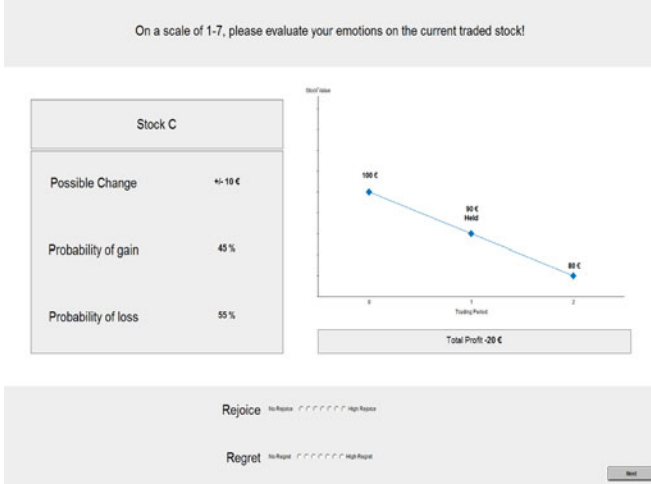 On a scale of 1-7, please evaluate your emotions on the current traded stock!
Stock C
Possible Change +/- 10 €
Probability of gain 45 %
Probability of loss 55 %
Stock Value
100 €
90 €
Held
80 €
0 1 2
Trading Period
Total Profit -20 €
Rejoice No Rejoice High Rejoice
Regret No Regret High Regret
Next